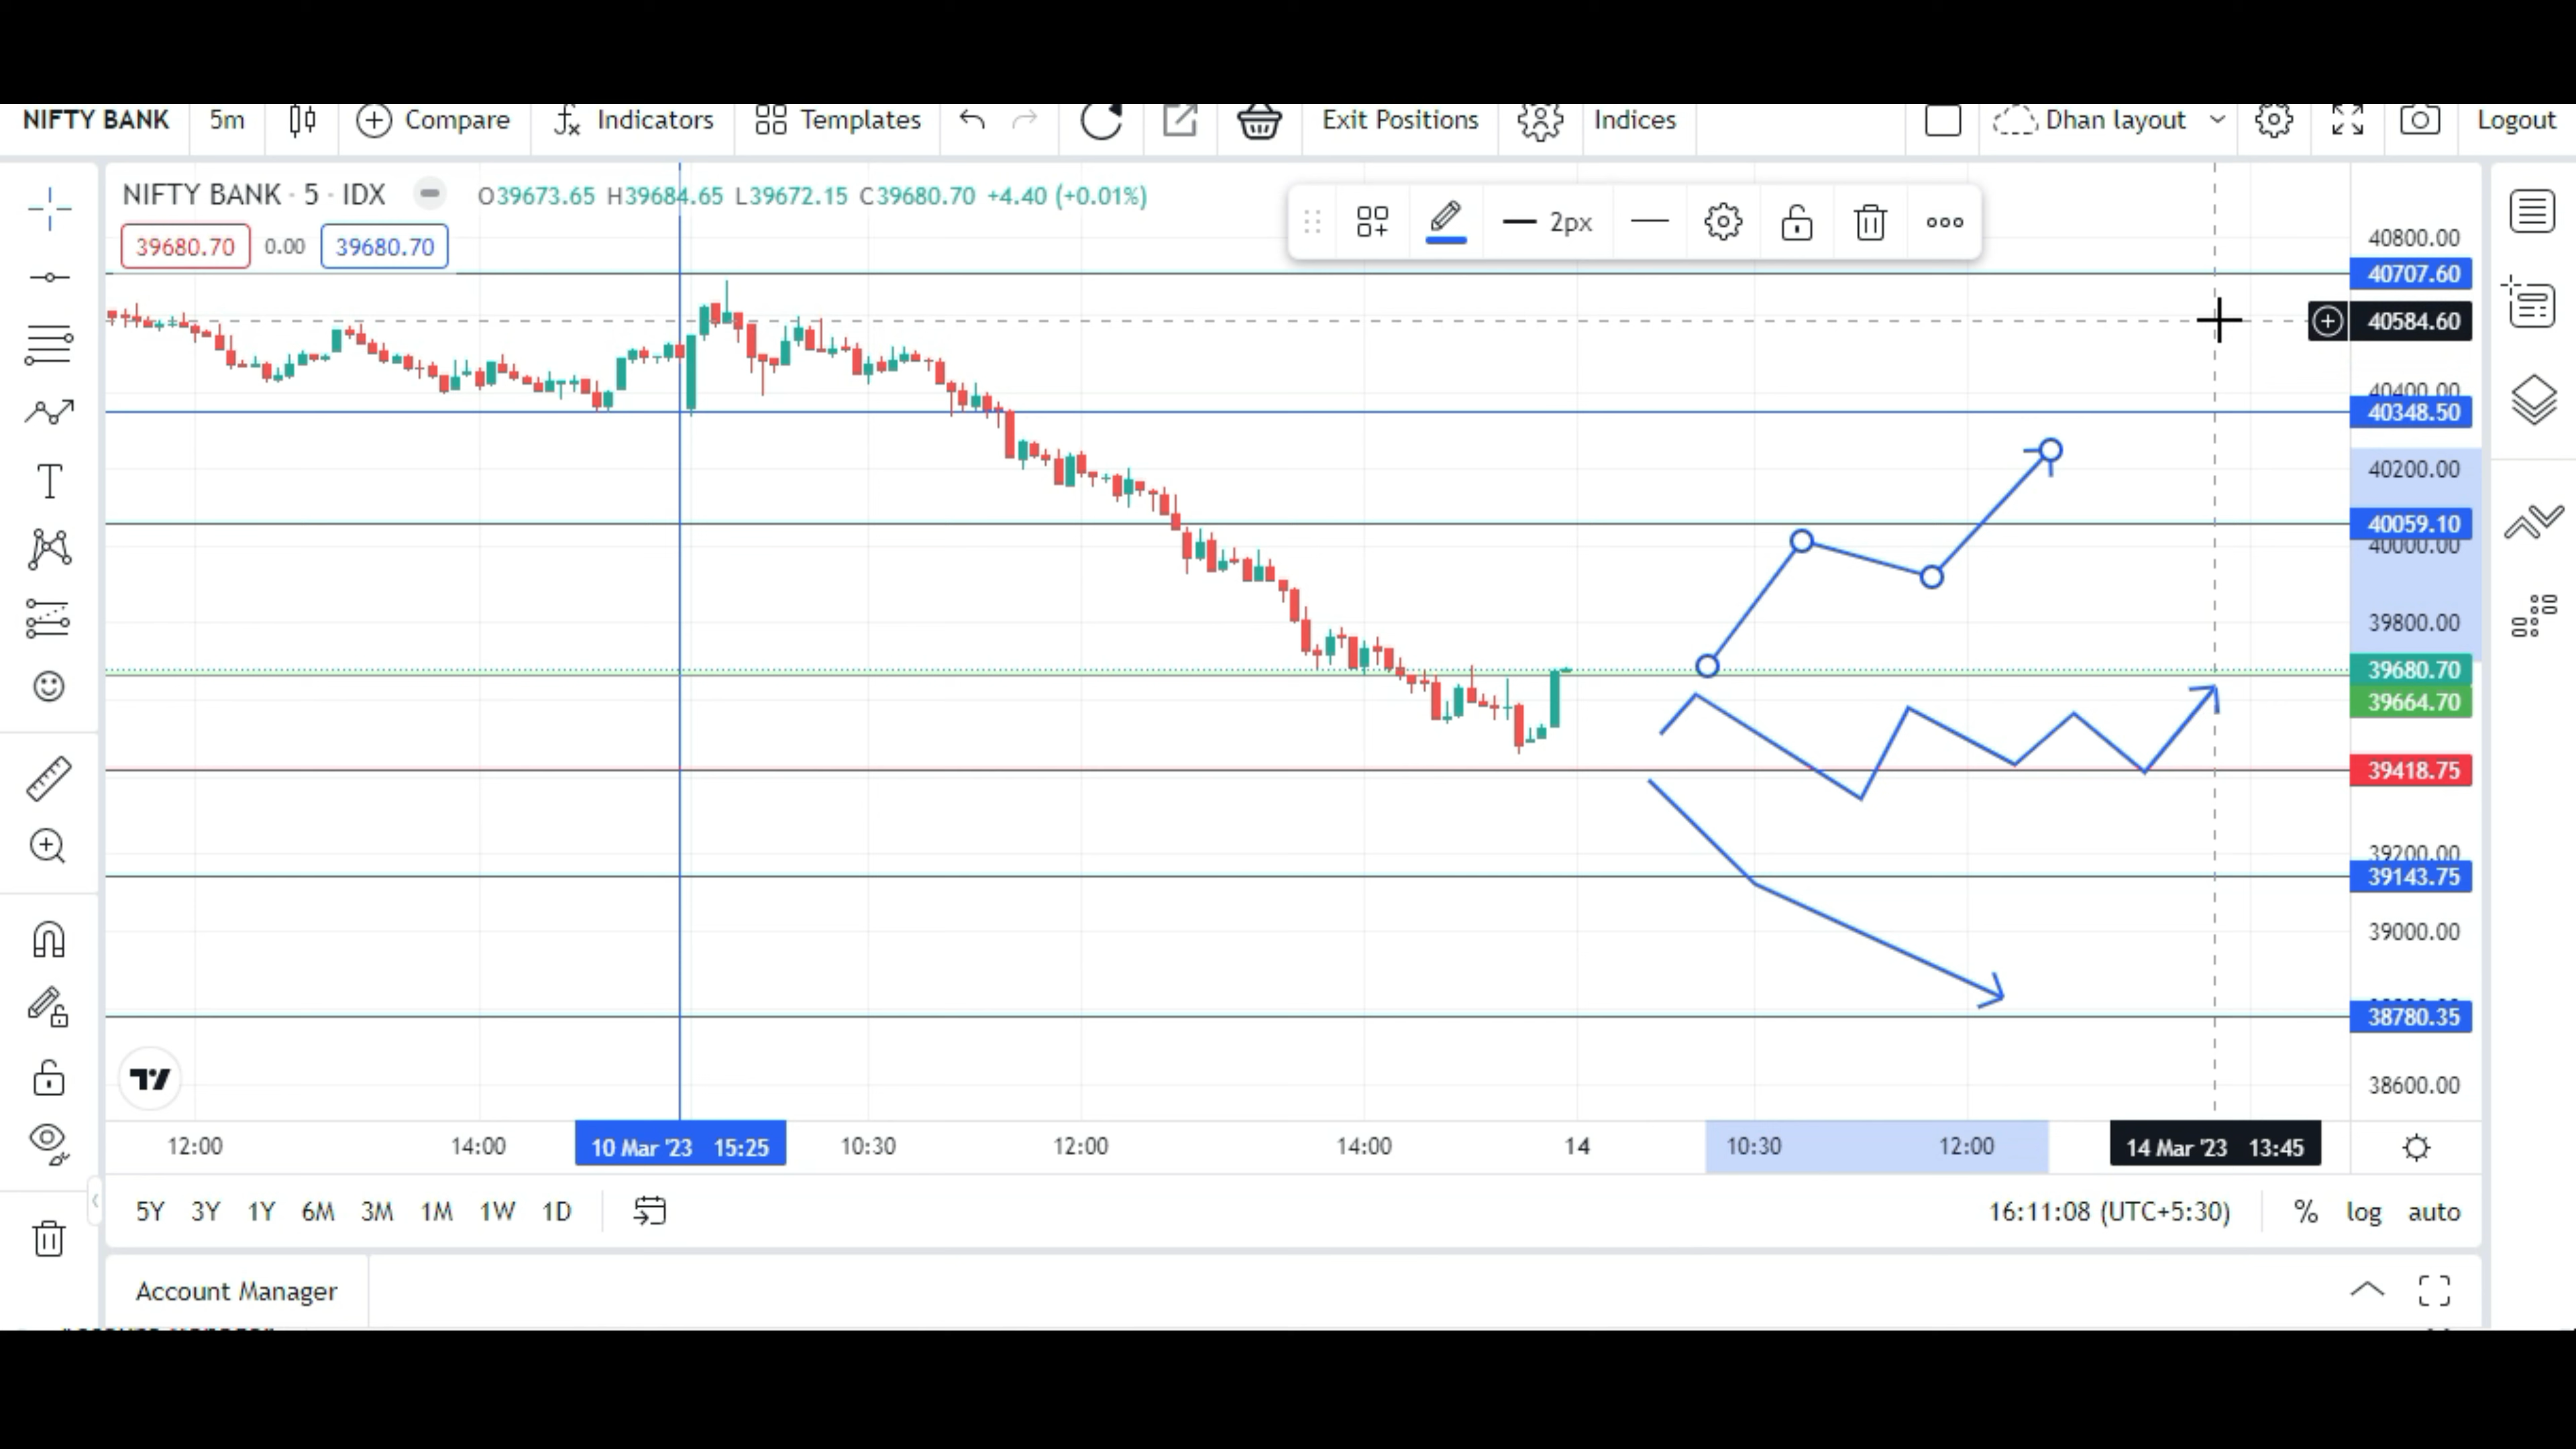 NIFTY BANK 5m Compare Indicators Templates Exit Positions Indices Dhan layout Logout
NIFTY BANK · 5 · IDX O39673.65 H39684.65 L39672.15 C39680.70 +4.40 (+0.01%)
39680.70 0.00 39680.70
2px
40800.00
40707.60
40584.60
40400.00
40348.50
40200.00
40059.10
40000.00
39800.00
39680.70
39664.70
39418.75
39200.00
39143.75
39000.00
38780.35
38600.00
12:00 14:00 10 Mar '23 15:25 10:30 12:00 14:00 14 10:30 12:00 14 Mar '23 13:45
5Y 3Y 1Y 6M 3M 1M 1W 1D 16:11:08 (UTC+5:30) % log auto
Account Manager